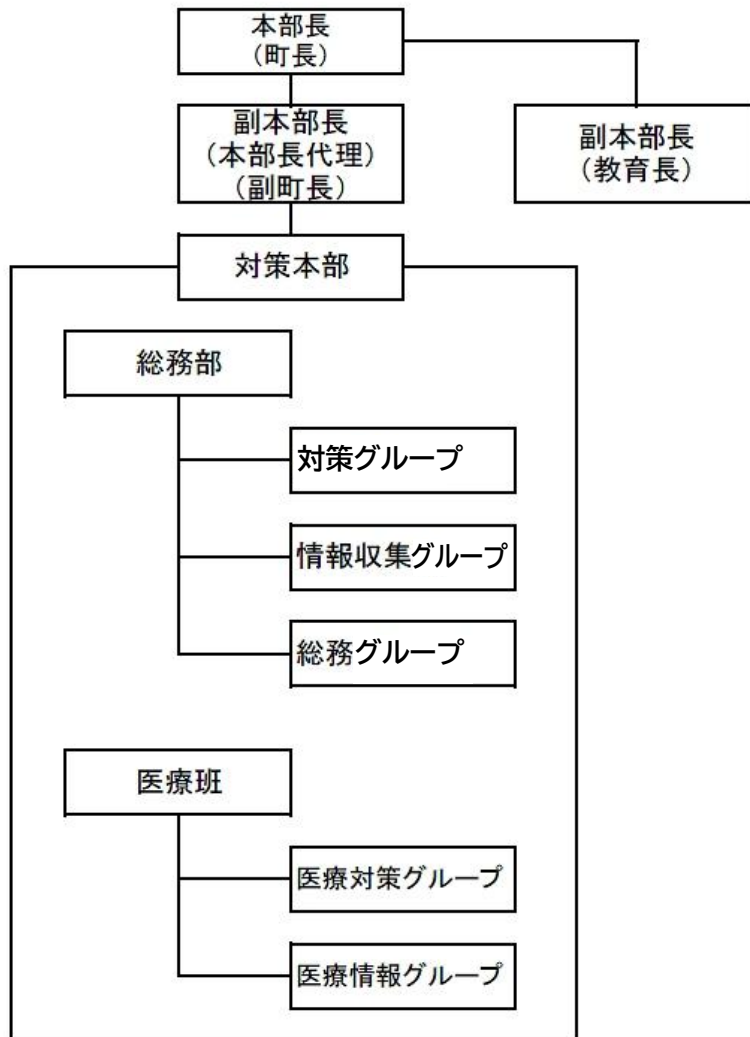 本部長
(町長)
副本部長
(本部長代理)
(副町長)
副本部長
(教育長)
対策本部
総務部
対策グループ
情報収集グループ
総務グループ
医療班
医療対策グループ
医療情報グループ